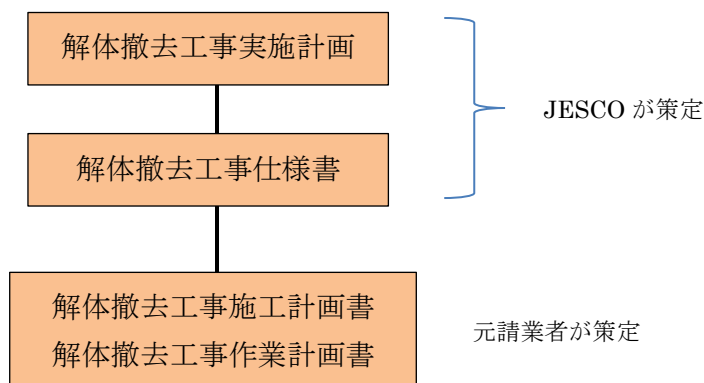 解体撤去工事実施計画
JESCO が策定
解体撤去工事仕様書
解体撤去工事施工計画書
解体撤去工事作業計画書
元請業者が策定